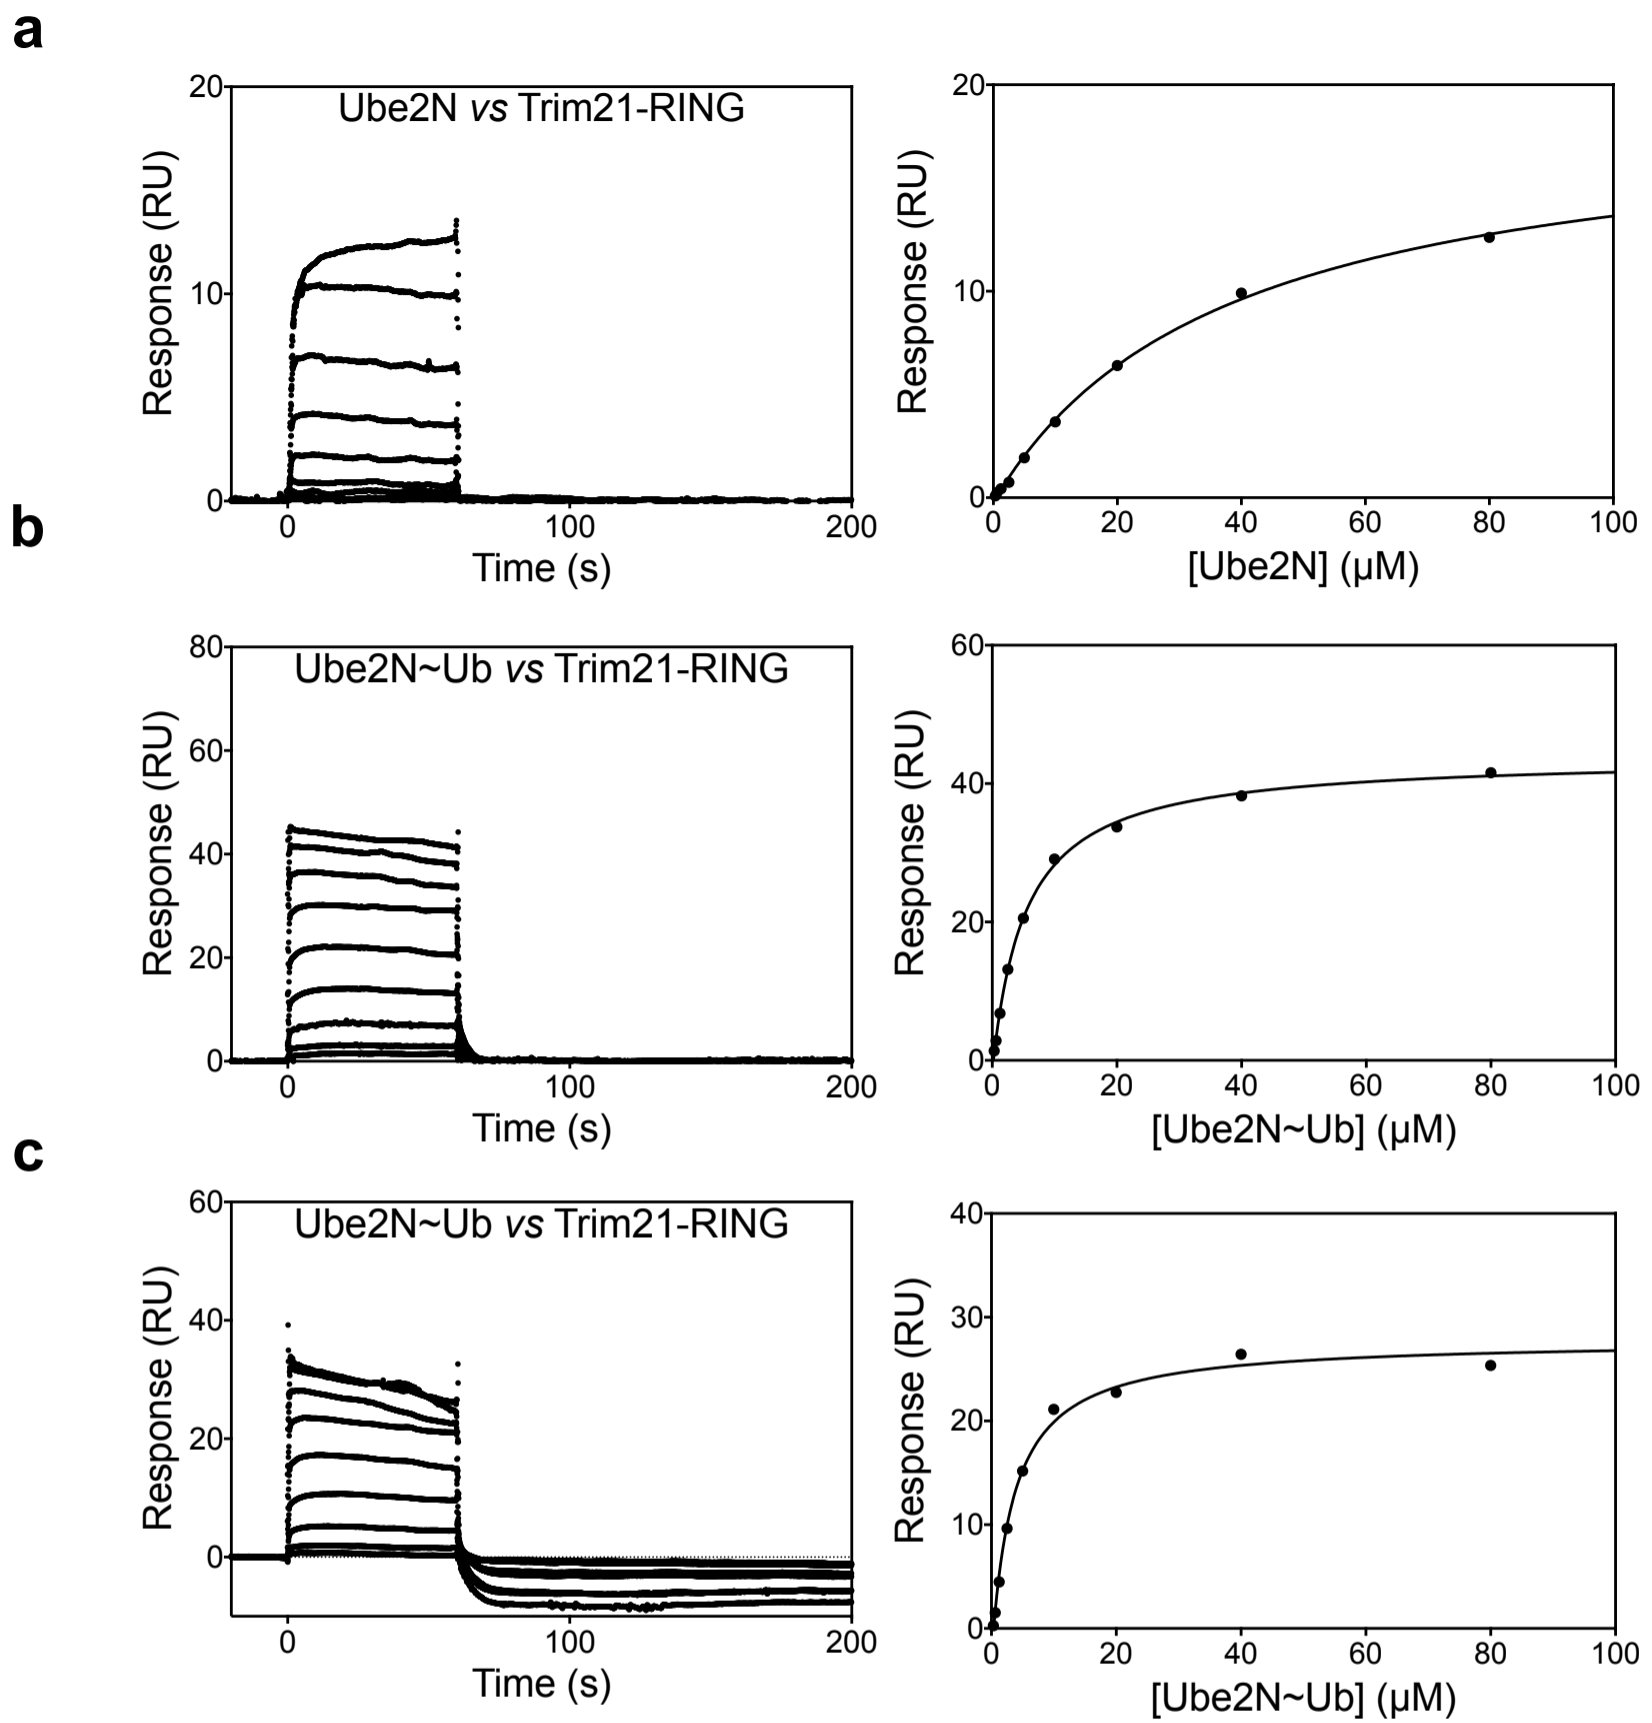 a
Ube2N vs Trim21-RING
Response (RU)
20
10
0
0 100 200
Time (s)
Response (RU)
20
10
0
0 20 40 60 80 100
[Ube2N] (µM)
b
Ube2N~Ub vs Trim21-RING
Response (RU)
80
60
40
20
0
0 100 200
Time (s)
Response (RU)
60
40
20
0
0 20 40 60 80 100
[Ube2N~Ub] (µM)
c
Ube2N~Ub vs Trim21-RING
Response (RU)
60
40
20
0
0 100 200
Time (s)
Response (RU)
40
30
20
10
0
0 20 40 60 80 100
[Ube2N~Ub] (µM)